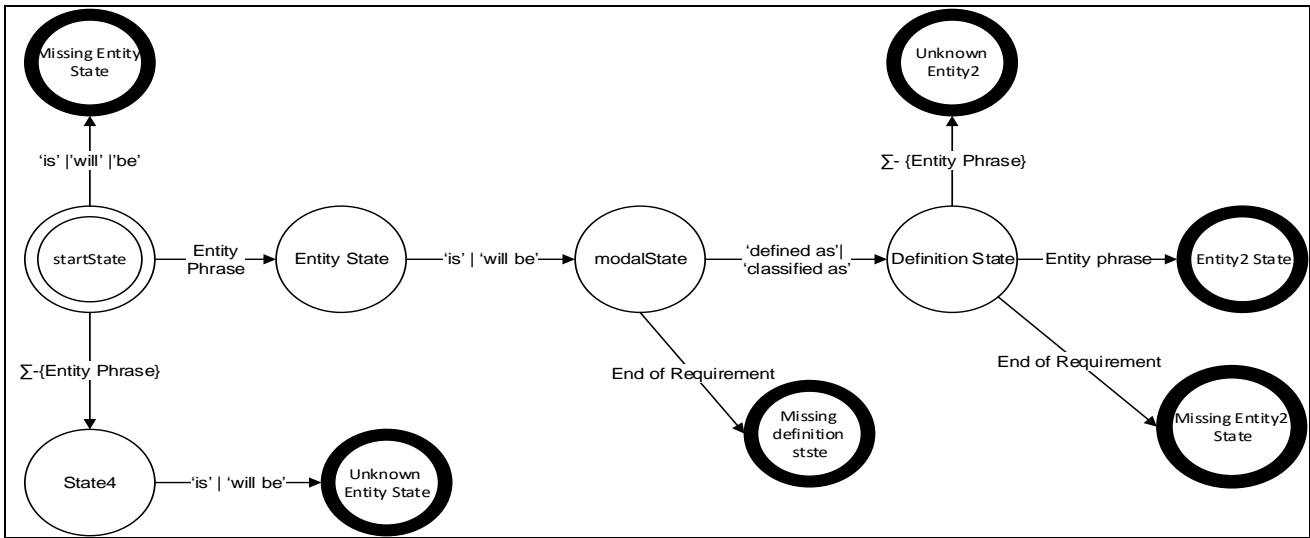 Missing Entity
State
Unknown
Entity2
‘is’ |’will’ |’be’
∑- {Entity Phrase}
startState
Entity
Phrase
Entity State
‘is’ | ‘will be’
modalState
‘defined as’|
‘classified as’
Definition State
Entity phrase
Entity2 State
∑-{Entity Phrase}
End of Requirement
End of Requirement
Missing
definition
stste
Missing Entity2
State
State4
‘is’ | ‘will be’
Unknown
Entity State